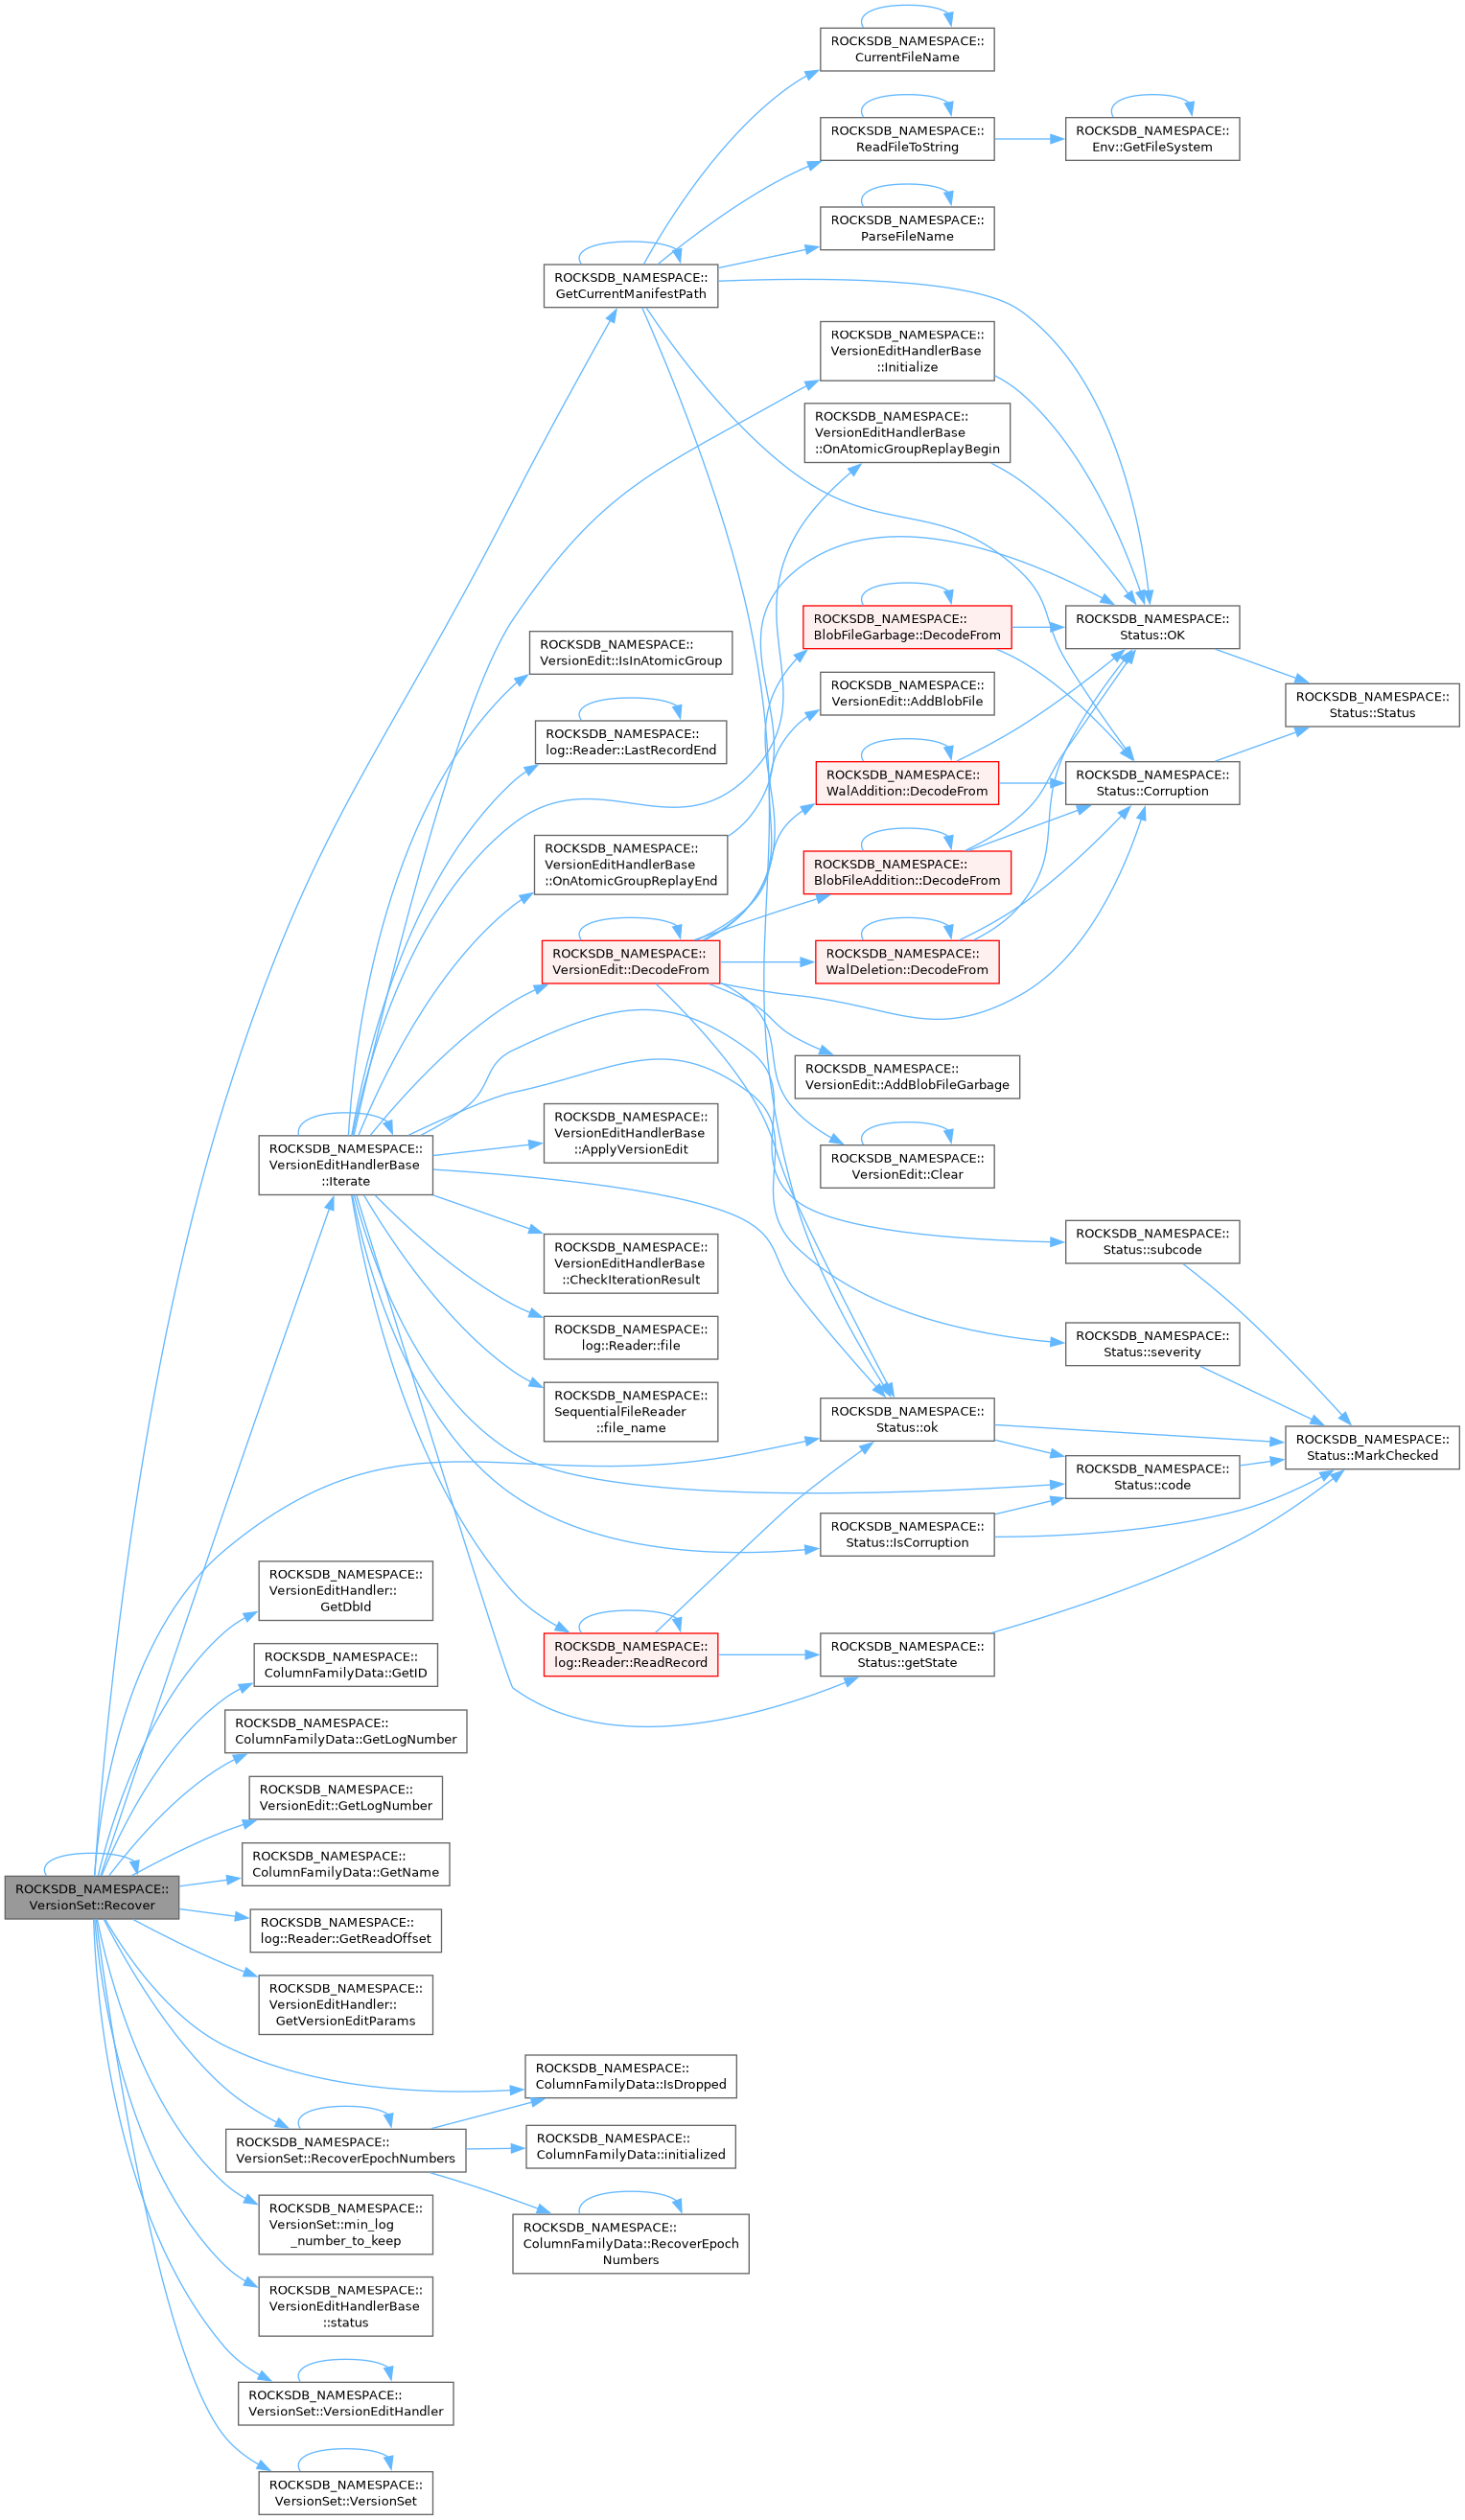 ROCKSDB_NAMESPACE::
CurrentFileName
ROCKSDB_NAMESPACE::
ReadFileToString
ROCKSDB_NAMESPACE::
Env::GetFileSystem
ROCKSDB_NAMESPACE::
ParseFileName
ROCKSDB_NAMESPACE::
GetCurrentManifestPath
ROCKSDB_NAMESPACE::
VersionEditHandlerBase
::Initialize
ROCKSDB_NAMESPACE::
VersionEditHandlerBase
::OnAtomicGroupReplayBegin
ROCKSDB_NAMESPACE::
BlobFileGarbage::DecodeFrom
ROCKSDB_NAMESPACE::
Status::OK
ROCKSDB_NAMESPACE::
VersionEdit::IsInAtomicGroup
ROCKSDB_NAMESPACE::
VersionEdit::AddBlobFile
ROCKSDB_NAMESPACE::
Status::Status
ROCKSDB_NAMESPACE::
log::Reader::LastRecordEnd
ROCKSDB_NAMESPACE::
WalAddition::DecodeFrom
ROCKSDB_NAMESPACE::
Status::Corruption
ROCKSDB_NAMESPACE::
VersionEditHandlerBase
::OnAtomicGroupReplayEnd
ROCKSDB_NAMESPACE::
BlobFileAddition::DecodeFrom
ROCKSDB_NAMESPACE::
VersionEdit::DecodeFrom
ROCKSDB_NAMESPACE::
WalDeletion::DecodeFrom
ROCKSDB_NAMESPACE::
VersionEdit::AddBlobFileGarbage
ROCKSDB_NAMESPACE::
VersionEditHandlerBase
::Iterate
ROCKSDB_NAMESPACE::
VersionEditHandlerBase
::ApplyVersionEdit
ROCKSDB_NAMESPACE::
VersionEdit::Clear
ROCKSDB_NAMESPACE::
VersionEditHandlerBase
::CheckIterationResult
ROCKSDB_NAMESPACE::
Status::subcode
ROCKSDB_NAMESPACE::
log::Reader::file
ROCKSDB_NAMESPACE::
Status::severity
ROCKSDB_NAMESPACE::
SequentialFileReader
::file_name
ROCKSDB_NAMESPACE::
Status::ok
ROCKSDB_NAMESPACE::
Status::MarkChecked
ROCKSDB_NAMESPACE::
Status::code
ROCKSDB_NAMESPACE::
Status::IsCorruption
ROCKSDB_NAMESPACE::
VersionEditHandler::
GetDbId
ROCKSDB_NAMESPACE::
log::Reader::ReadRecord
ROCKSDB_NAMESPACE::
Status::getState
ROCKSDB_NAMESPACE::
ColumnFamilyData::GetID
ROCKSDB_NAMESPACE::
ColumnFamilyData::GetLogNumber
ROCKSDB_NAMESPACE::
VersionEdit::GetLogNumber
ROCKSDB_NAMESPACE::
ColumnFamilyData::GetName
ROCKSDB_NAMESPACE::
VersionSet::Recover
ROCKSDB_NAMESPACE::
log::Reader::GetReadOffset
ROCKSDB_NAMESPACE::
VersionEditHandler::
GetVersionEditParams
ROCKSDB_NAMESPACE::
ColumnFamilyData::IsDropped
ROCKSDB_NAMESPACE::
VersionSet::RecoverEpochNumbers
ROCKSDB_NAMESPACE::
ColumnFamilyData::initialized
ROCKSDB_NAMESPACE::
VersionSet::min_log
_number_to_keep
ROCKSDB_NAMESPACE::
ColumnFamilyData::RecoverEpoch
Numbers
ROCKSDB_NAMESPACE::
VersionEditHandlerBase
::status
ROCKSDB_NAMESPACE::
VersionSet::VersionEditHandler
ROCKSDB_NAMESPACE::
VersionSet::VersionSet